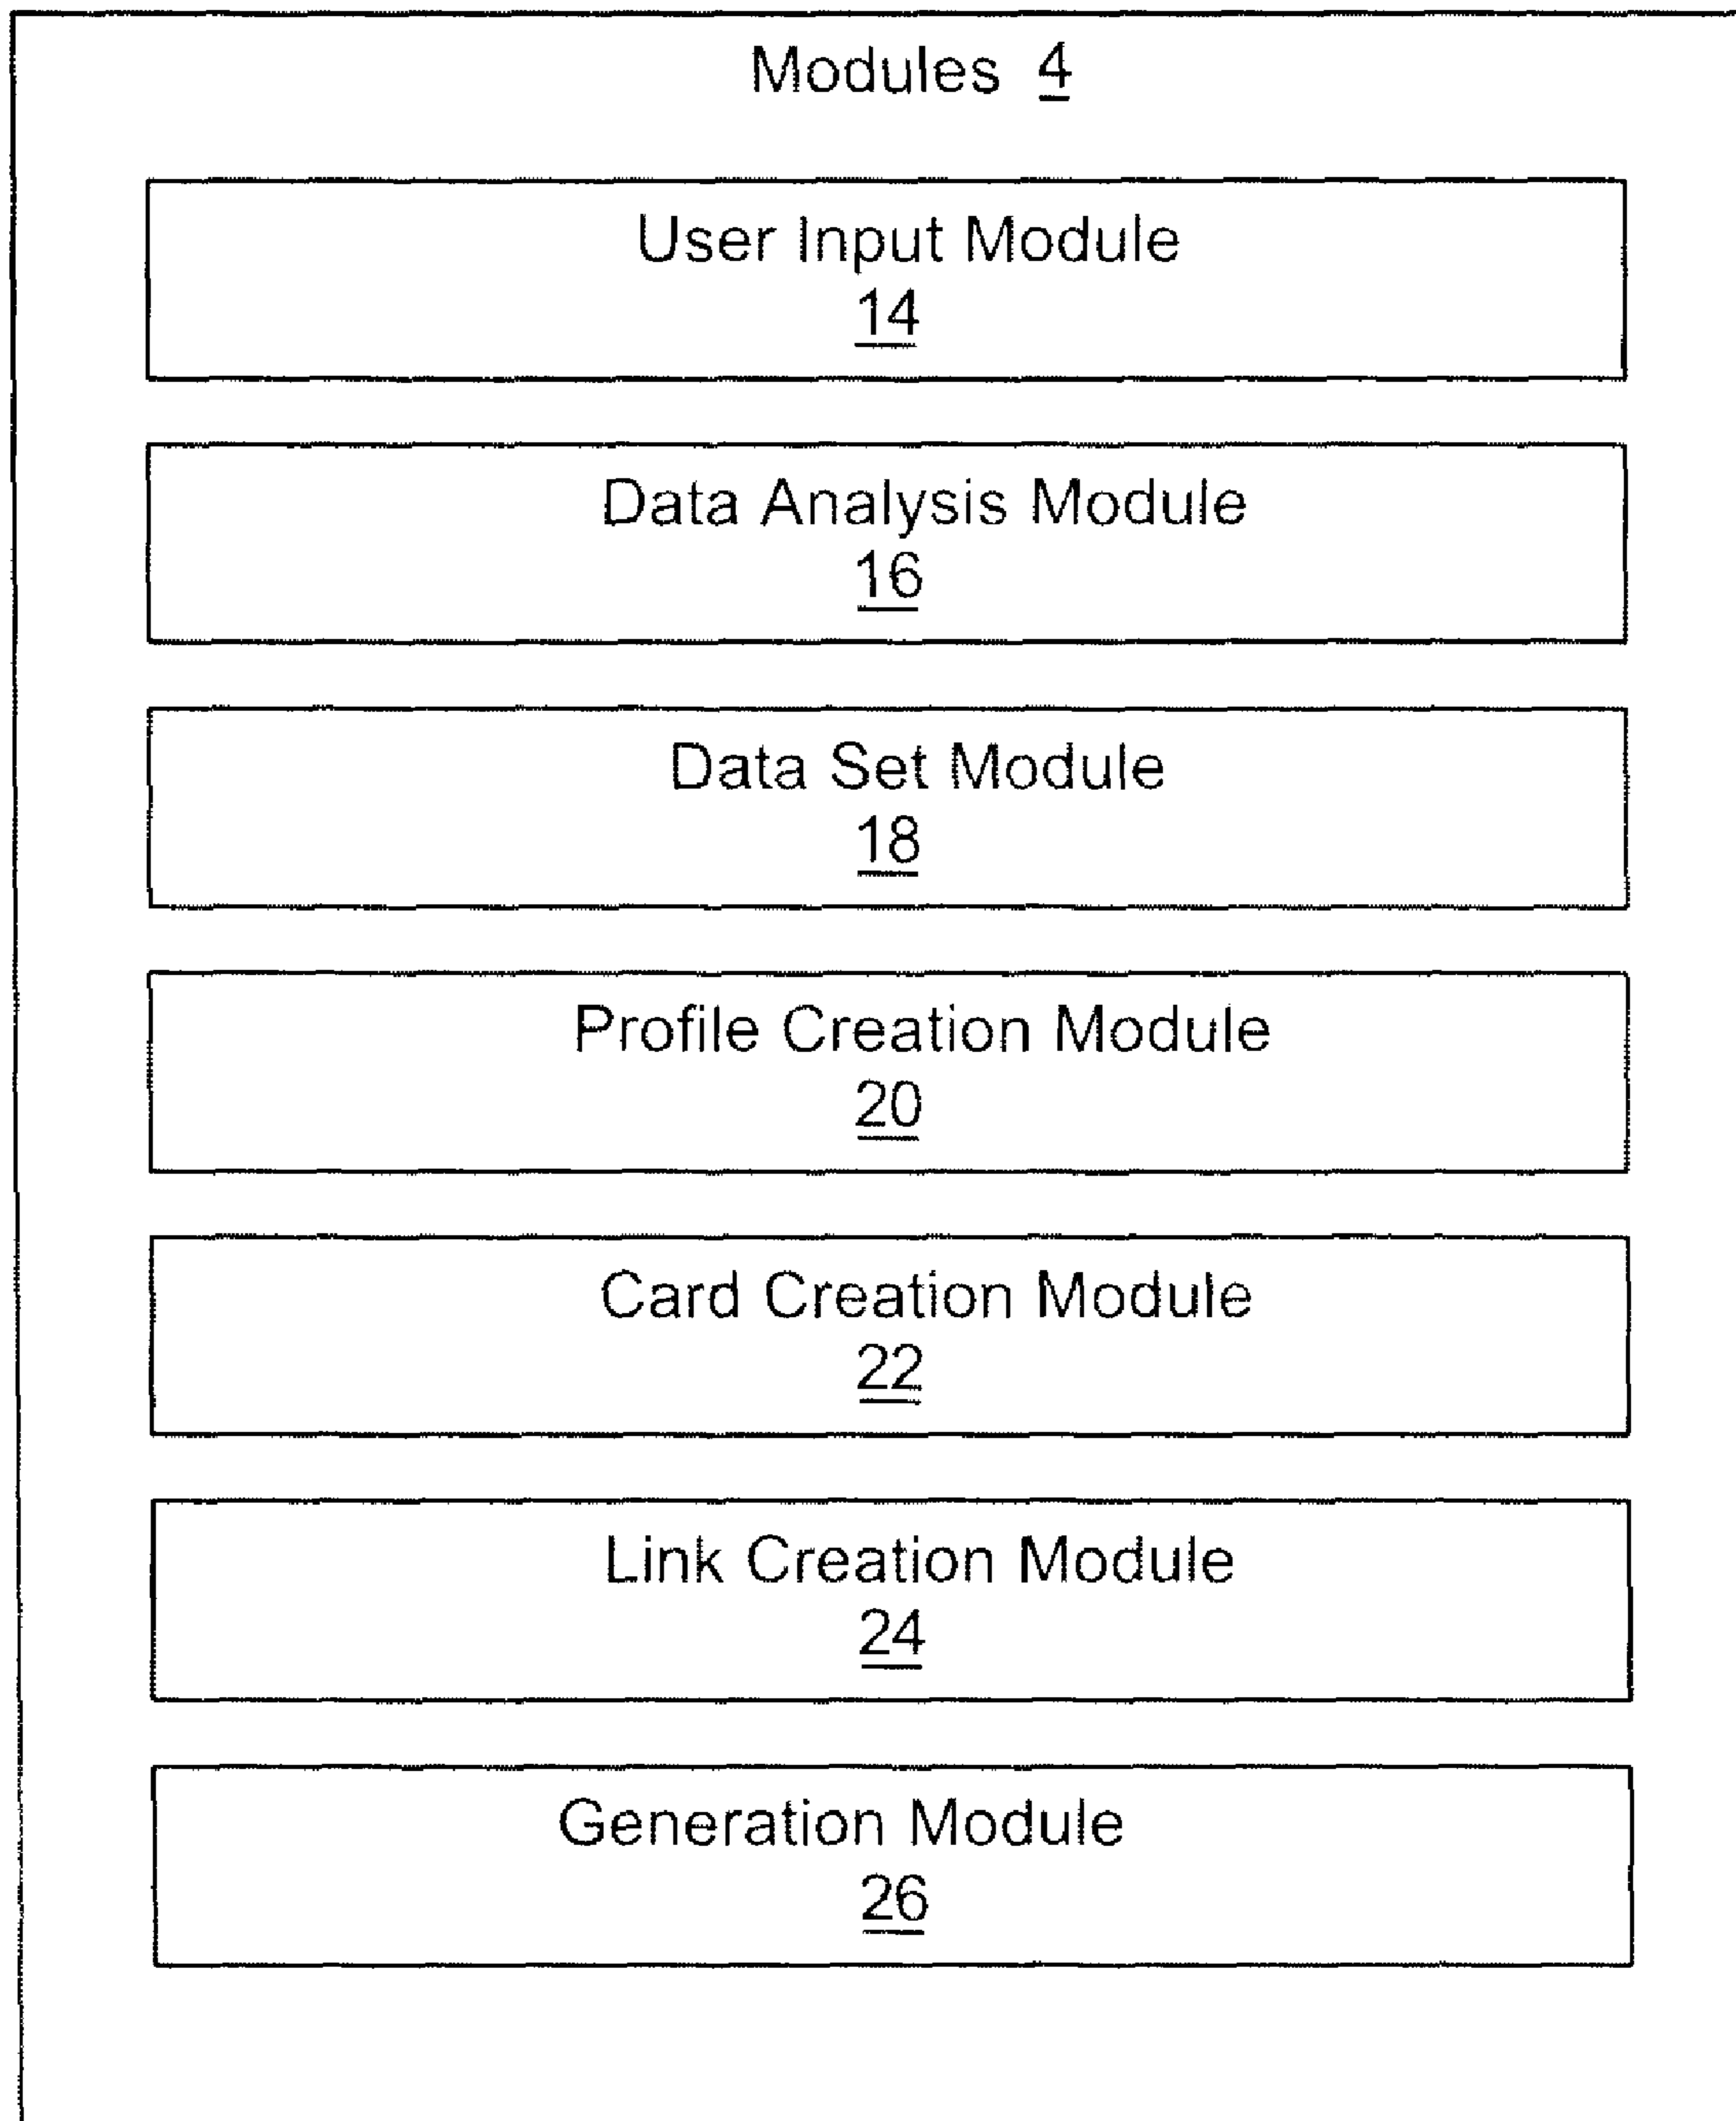 Modules 4
User Input Module
14
Data Analysis Module
16
Data Set Module
18
Profile Creation Module
20
Card Creation Module
22
Link Creation Module
24
Generation Module
26